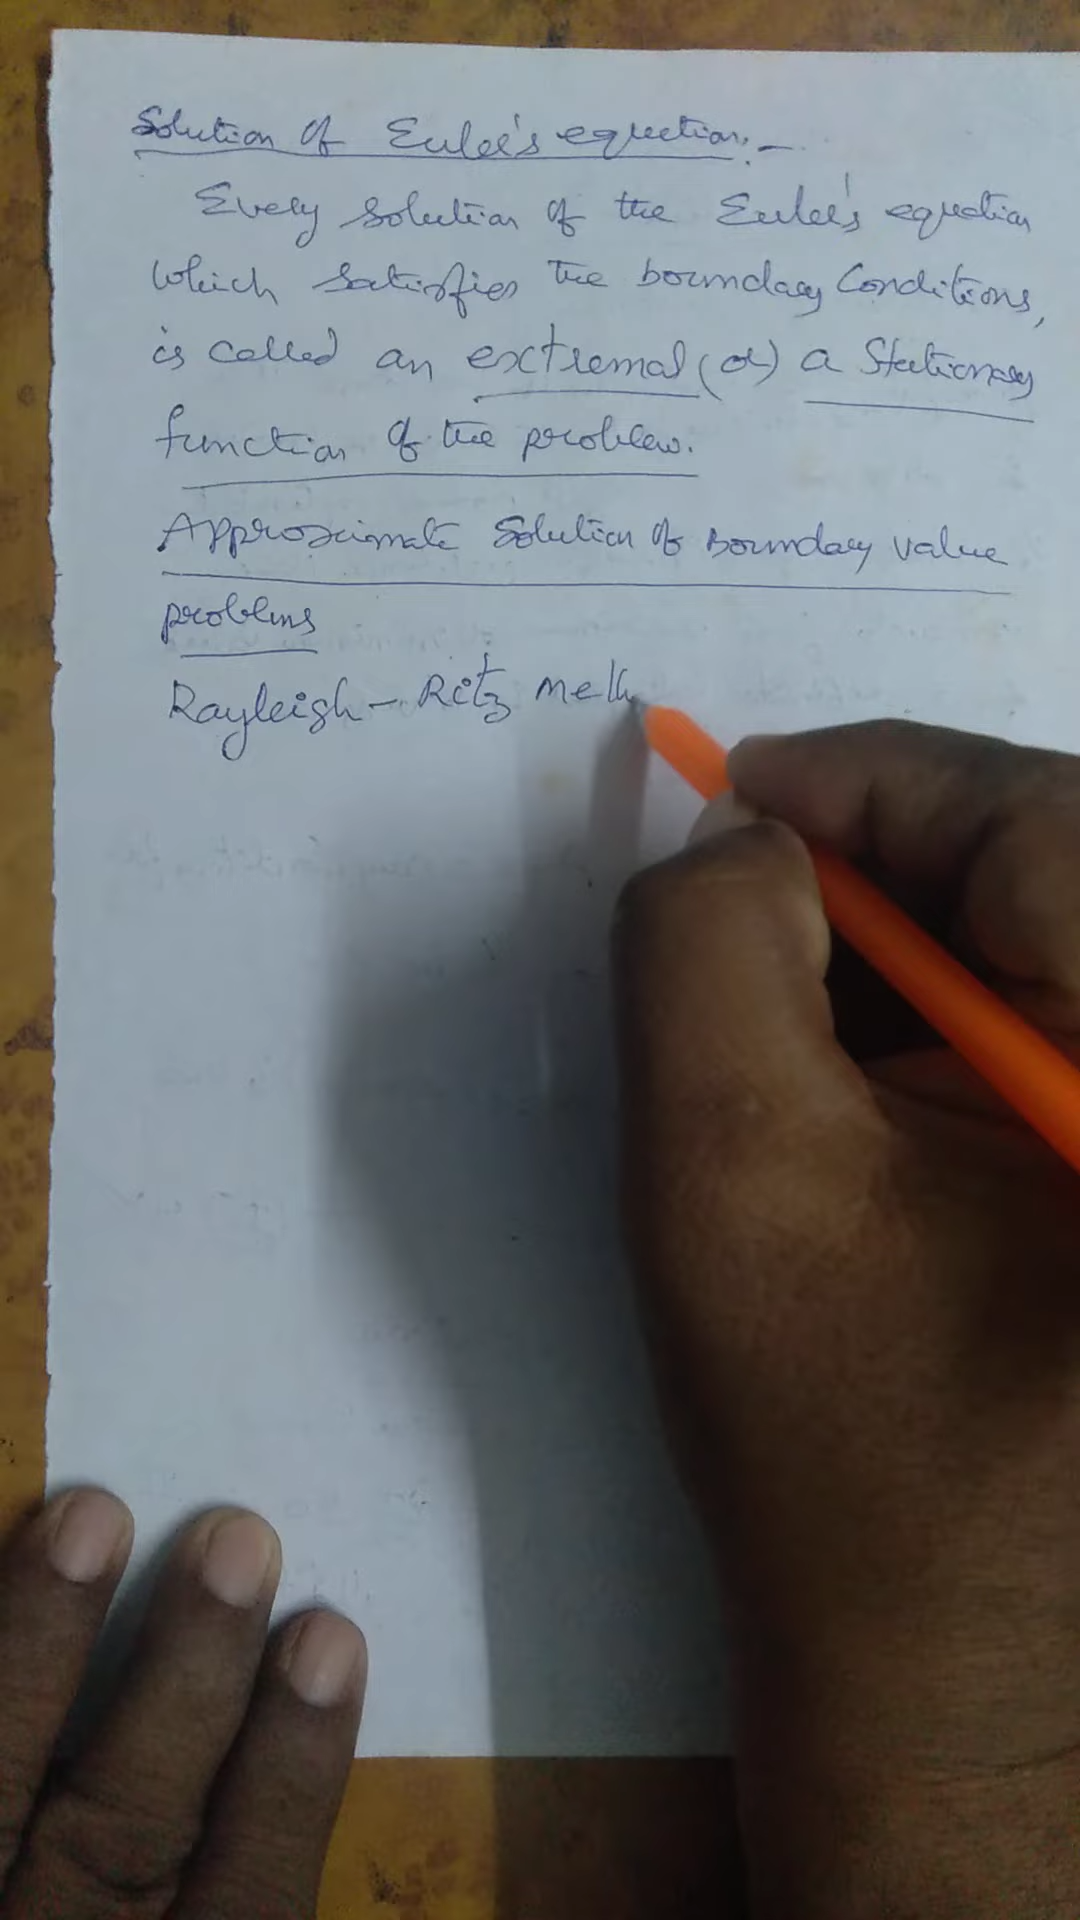 Solution of Euler's equation:-
Every solution of the Euler's equation
which satisfies the boundary Conditions,
is called an extremal (or) a Stationary
function of the problem.
Approximate Solution of Boundary value
problems
Rayleigh - Ritz meth